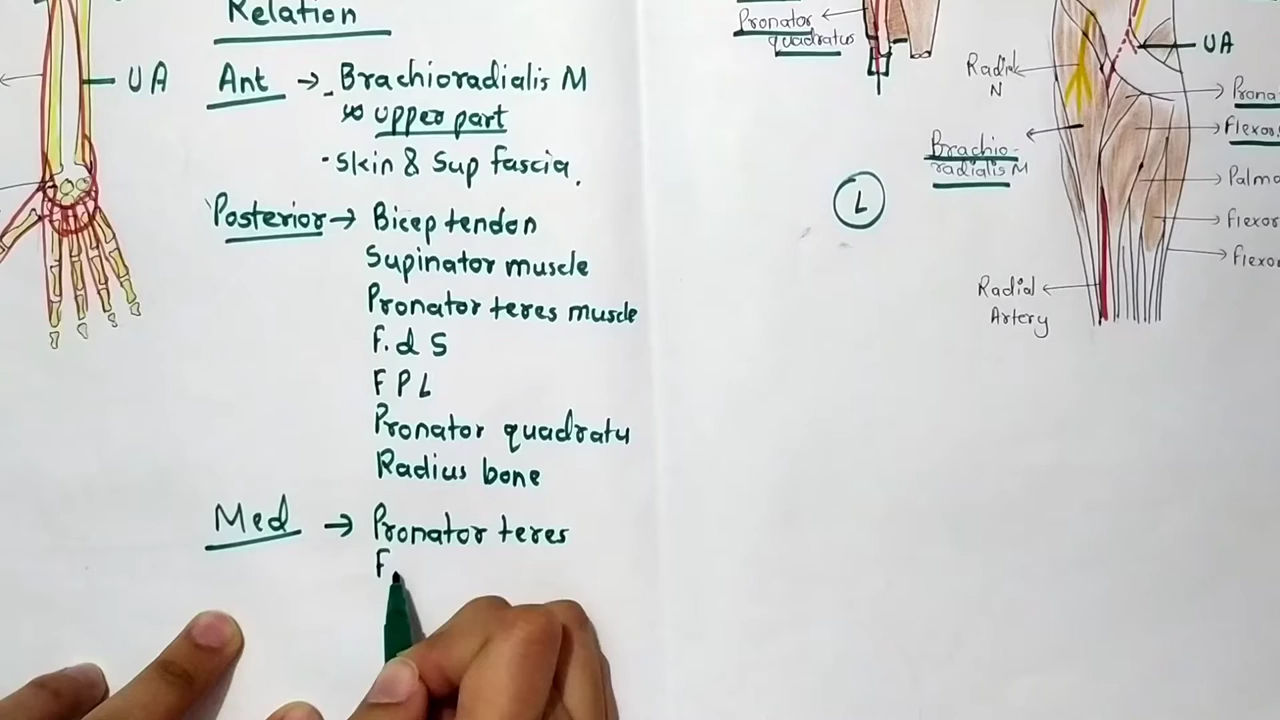 Relation
UA
Ant → Brachioradialis M
upper part
· Skin & Sup fascia.
Posterior → Bicep tendon
Supinator muscle
Pronator teres muscle
F. d S
F P L
Pronator quadratu
Radius bone
Med → Pronator teres
F
Pronator
quadratus
Radial
N
UA
Prona
Flexor
Brachio-
radialis M
Palma
Flexor
Flexor
L
Radial
Artery